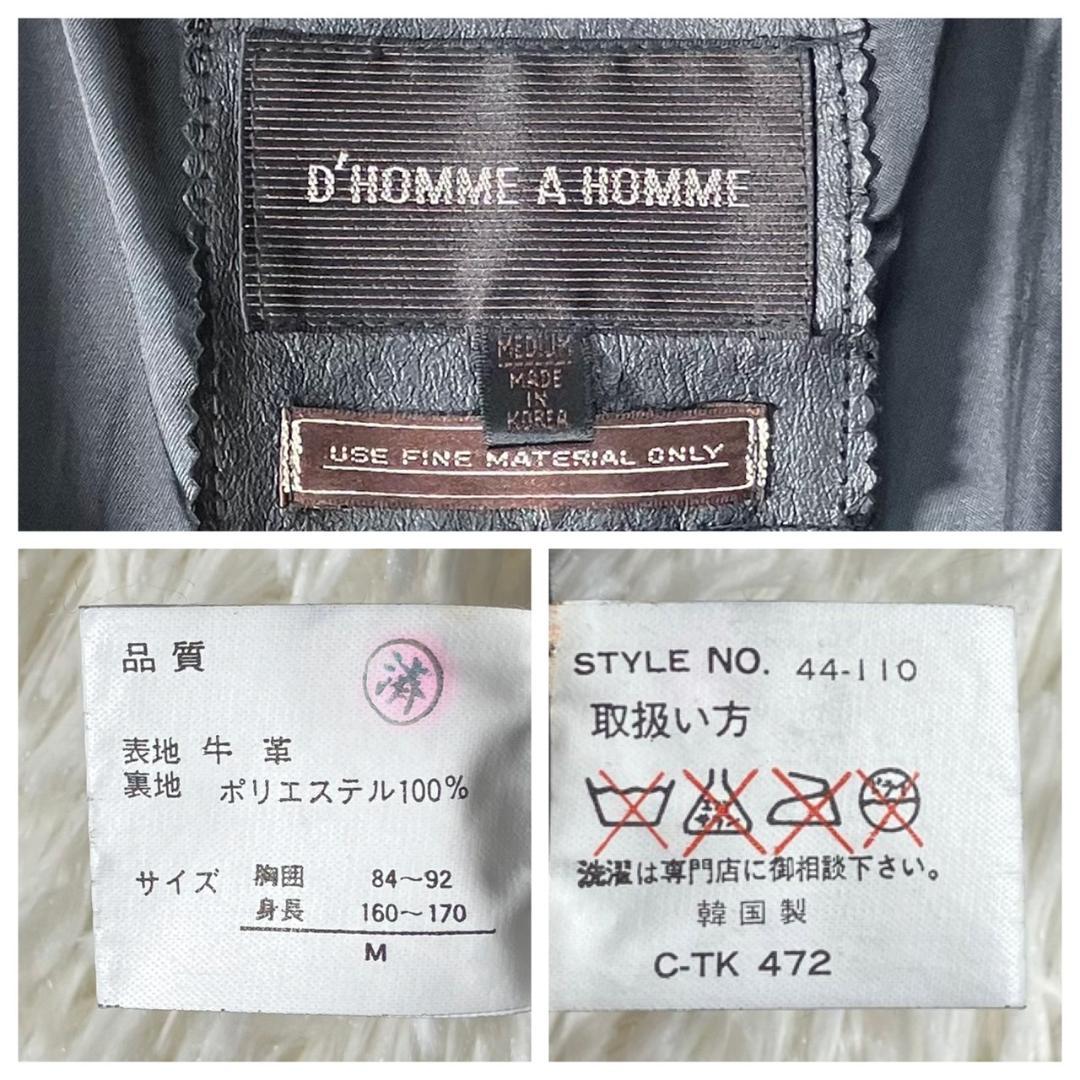 D'HOMME A HOMME
MEDIUM
MADE
IN
KOREA
USE FINE MATERIAL ONLY
品質
表地 牛 革
裏地 ポリエステル100%
サイズ 胸囲 84～92
身長 160～170
M
STYLE NO. 44-110
取扱い方
洗濯は専門店に御相談下さい。
韓国製
C-TK 472